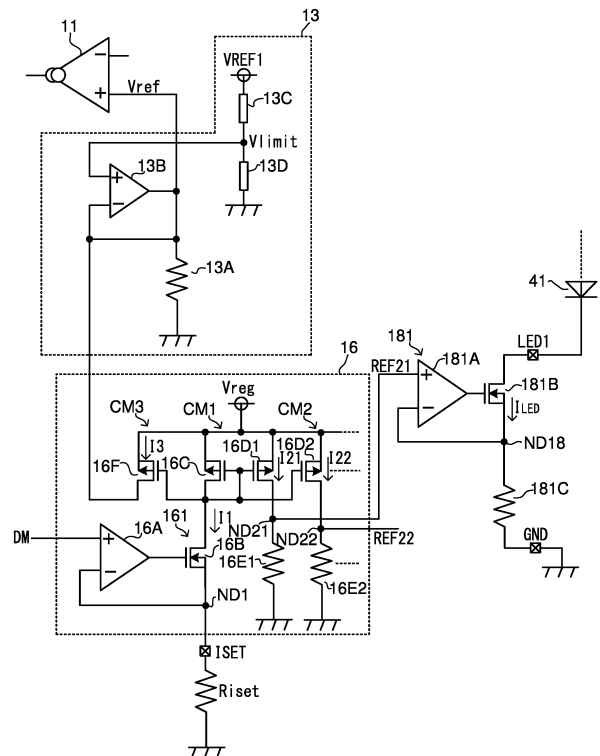 13
11
VREF1
−
+
Vref
13C
Vlimit
13B
+
−
13D
13A
41
16
181
LED1
REF21
181A
+
−
181B
ILED
ND18
181C
GND
Vreg
CM3
CM1
CM2
I3
16D1
16D2
16F
16C
I21
I22
161
I1
16A
DM
+
−
16B
ND21
ND22
REF22
16E1
16E2
ND1
ISET
Riset